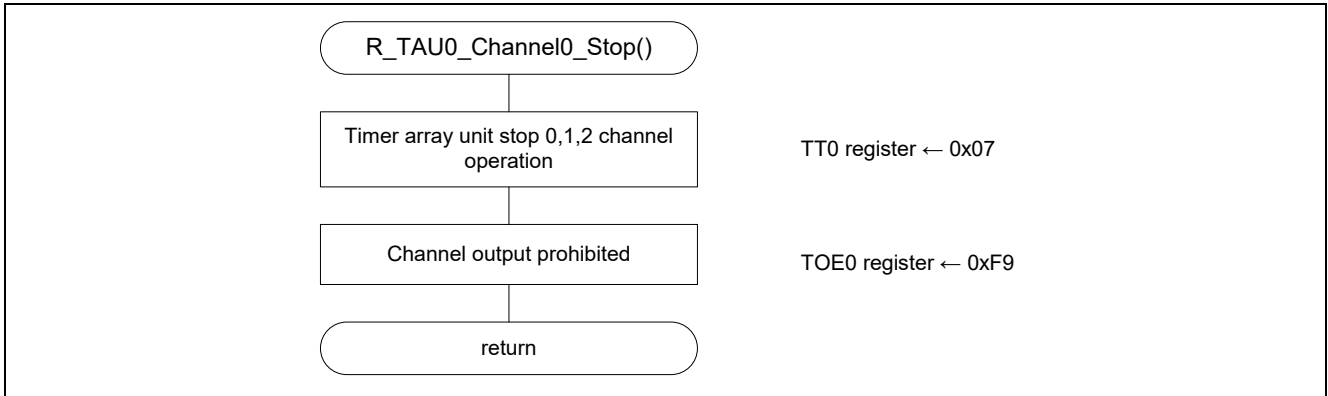 R_TAU0_Channel0_Stop()
Timer array unit stop 0,1,2 channel
operation
TT0 register ← 0x07
Channel output prohibited
TOE0 register ← 0xF9
return